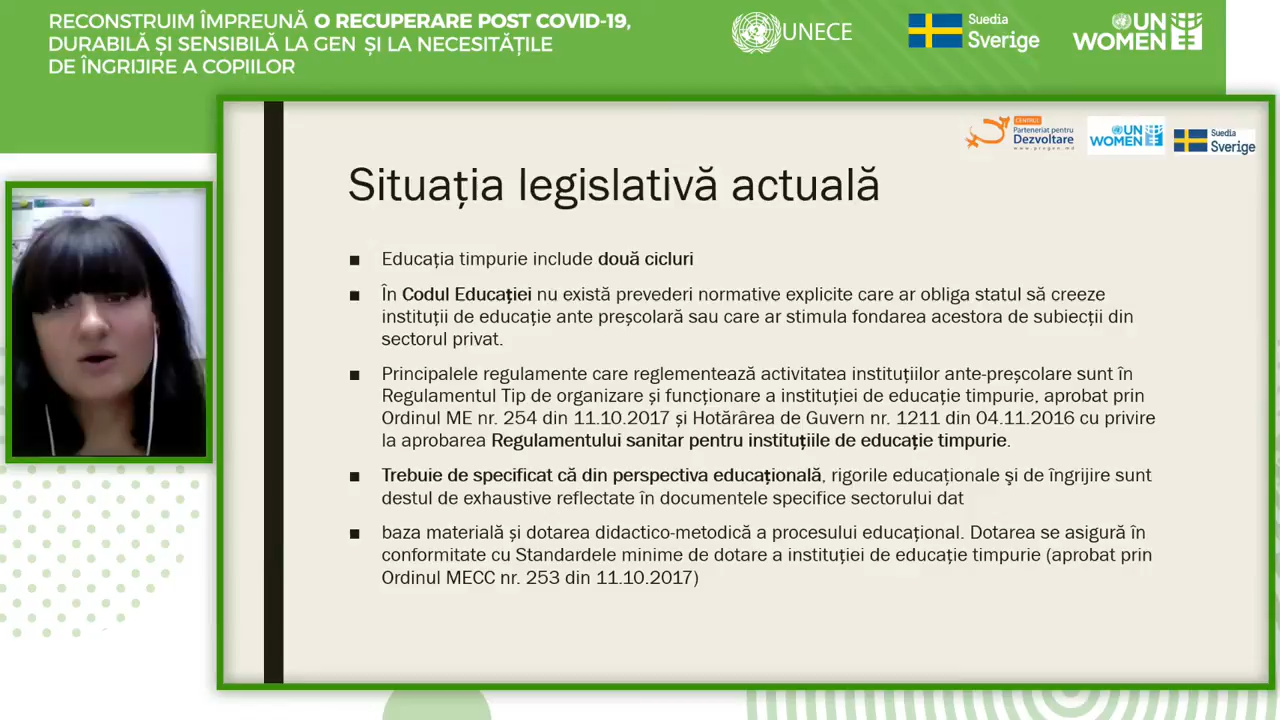 RECONSTRUIM ÎMPREUNĂ O RECUPERARE POST COVID-19,
DURABILĂ ȘI SENSIBILĂ LA GEN ȘI LA NECESITĂȚILE
DE ÎNGRIJIRE A COPIILOR
UNECE
Suedia
Sverige
UN
WOMEN
CENTRUL
Parteneriat pentru
Dezvoltare
www.progen.md
UN
WOMEN
Suedia
Sverige
Situația legislativă actuală
Educația timpurie include două cicluri
În Codul Educației nu există prevederi normative explicite care ar obliga statul să creeze
instituții de educație ante preșcolară sau care ar stimula fondarea acestora de subiecții din
sectorul privat.
Principalele regulamente care reglementează activitatea instituțiilor ante-preșcolare sunt în
Regulamentul Tip de organizare și funcționare a instituției de educație timpurie, aprobat prin
Ordinul ME nr. 254 din 11.10.2017 și Hotărârea de Guvern nr. 1211 din 04.11.2016 cu privire
la aprobarea Regulamentului sanitar pentru instituțiile de educație timpurie.
Trebuie de specificat că din perspectiva educațională, rigorile educaționale şi de îngrijire sunt
destul de exhaustive reflectate în documentele specifice sectorului dat
baza materială și dotarea didactico-metodică a procesului educațional. Dotarea se asigură în
conformitate cu Standardele minime de dotare a instituției de educație timpurie (aprobat prin
Ordinul MECC nr. 253 din 11.10.2017)